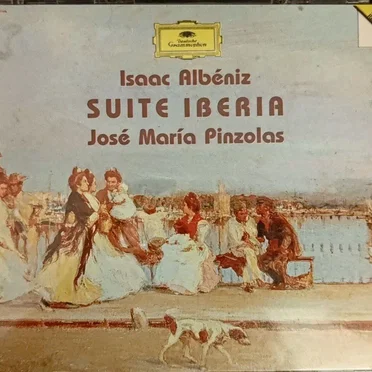 Deutsche
Grammophon
Isaac Albéniz
SUITE IBERIA
José María Pinzolas